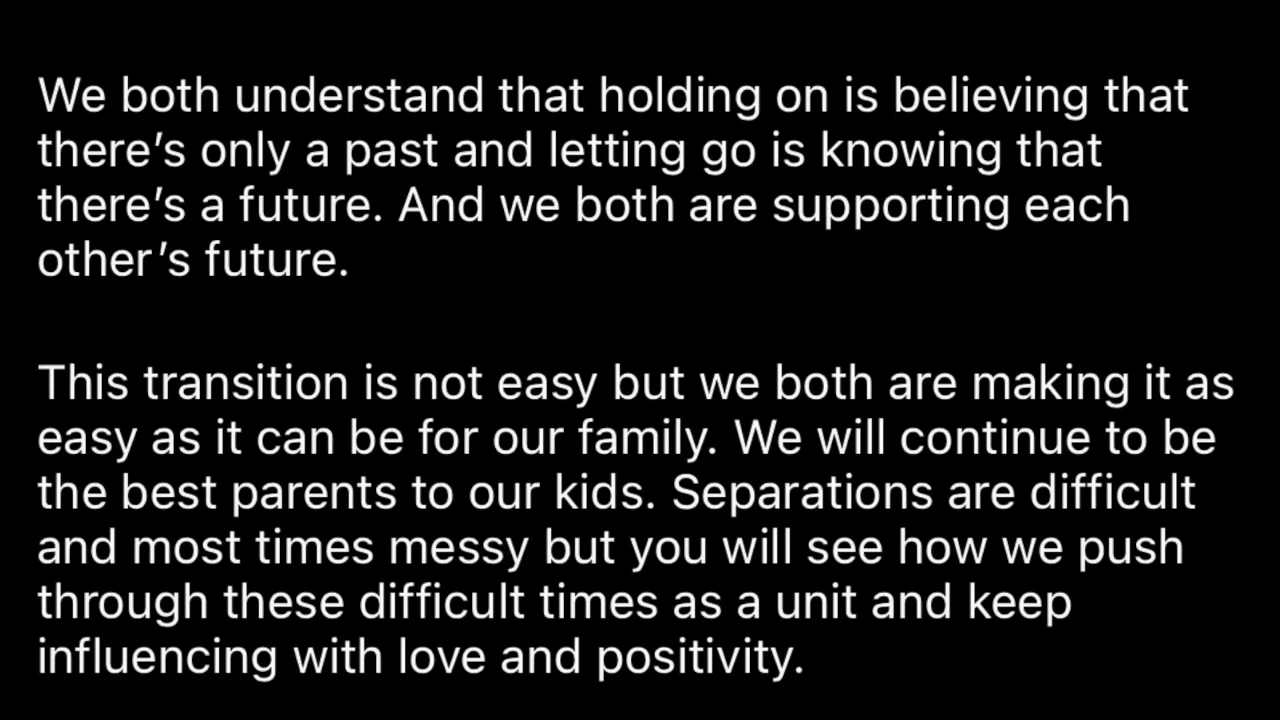 We both understand that holding on is believing that
there’s only a past and letting go is knowing that
there’s a future. And we both are supporting each
other’s future.
This transition is not easy but we both are making it as
easy as it can be for our family. We will continue to be
the best parents to our kids. Separations are difficult
and most times messy but you will see how we push
through these difficult times as a unit and keep
influencing with love and positivity.